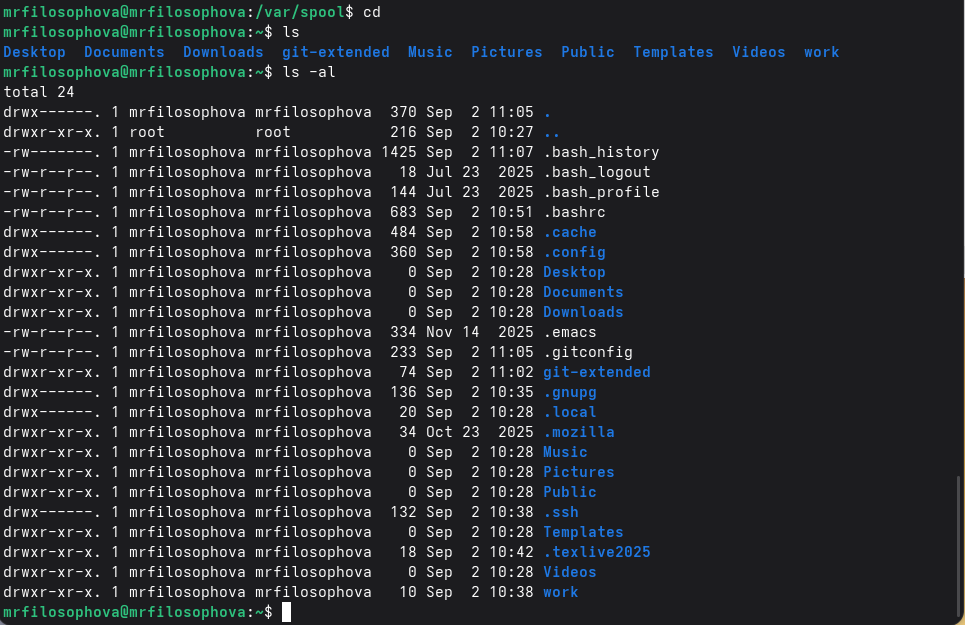 mrfilosophova@mrfilosophova:/var/spool$ cd
mrfilosophova@mrfilosophova:~$ ls
Desktop  Documents  Downloads  git-extended  Music  Pictures  Public  Templates  Videos  work
mrfilosophova@mrfilosophova:~$ ls -al
total 24
drwx------. 1 mrfilosophova mrfilosophova  370 Sep  2 11:05 .
drwxr-xr-x. 1 root          root           216 Sep  2 10:27 ..
-rw-------. 1 mrfilosophova mrfilosophova 1425 Sep  2 11:07 .bash_history
-rw-r--r--. 1 mrfilosophova mrfilosophova   18 Jul 23  2025 .bash_logout
-rw-r--r--. 1 mrfilosophova mrfilosophova  144 Jul 23  2025 .bash_profile
-rw-r--r--. 1 mrfilosophova mrfilosophova  683 Sep  2 10:51 .bashrc
drwx------. 1 mrfilosophova mrfilosophova  484 Sep  2 10:58 .cache
drwx------. 1 mrfilosophova mrfilosophova  360 Sep  2 10:58 .config
drwxr-xr-x. 1 mrfilosophova mrfilosophova    0 Sep  2 10:28 Desktop
drwxr-xr-x. 1 mrfilosophova mrfilosophova    0 Sep  2 10:28 Documents
drwxr-xr-x. 1 mrfilosophova mrfilosophova    0 Sep  2 10:28 Downloads
-rw-r--r--. 1 mrfilosophova mrfilosophova  334 Nov 14  2025 .emacs
-rw-r--r--. 1 mrfilosophova mrfilosophova  233 Sep  2 11:05 .gitconfig
drwxr-xr-x. 1 mrfilosophova mrfilosophova   74 Sep  2 11:02 git-extended
drwx------. 1 mrfilosophova mrfilosophova  136 Sep  2 10:35 .gnupg
drwx------. 1 mrfilosophova mrfilosophova   20 Sep  2 10:28 .local
drwxr-xr-x. 1 mrfilosophova mrfilosophova   34 Oct 23  2025 .mozilla
drwxr-xr-x. 1 mrfilosophova mrfilosophova    0 Sep  2 10:28 Music
drwxr-xr-x. 1 mrfilosophova mrfilosophova    0 Sep  2 10:28 Pictures
drwxr-xr-x. 1 mrfilosophova mrfilosophova    0 Sep  2 10:28 Public
drwx------. 1 mrfilosophova mrfilosophova  132 Sep  2 10:38 .ssh
drwxr-xr-x. 1 mrfilosophova mrfilosophova    0 Sep  2 10:28 Templates
drwxr-xr-x. 1 mrfilosophova mrfilosophova   18 Sep  2 10:42 .texlive2025
drwxr-xr-x. 1 mrfilosophova mrfilosophova    0 Sep  2 10:28 Videos
drwxr-xr-x. 1 mrfilosophova mrfilosophova   10 Sep  2 10:38 work
mrfilosophova@mrfilosophova:~$